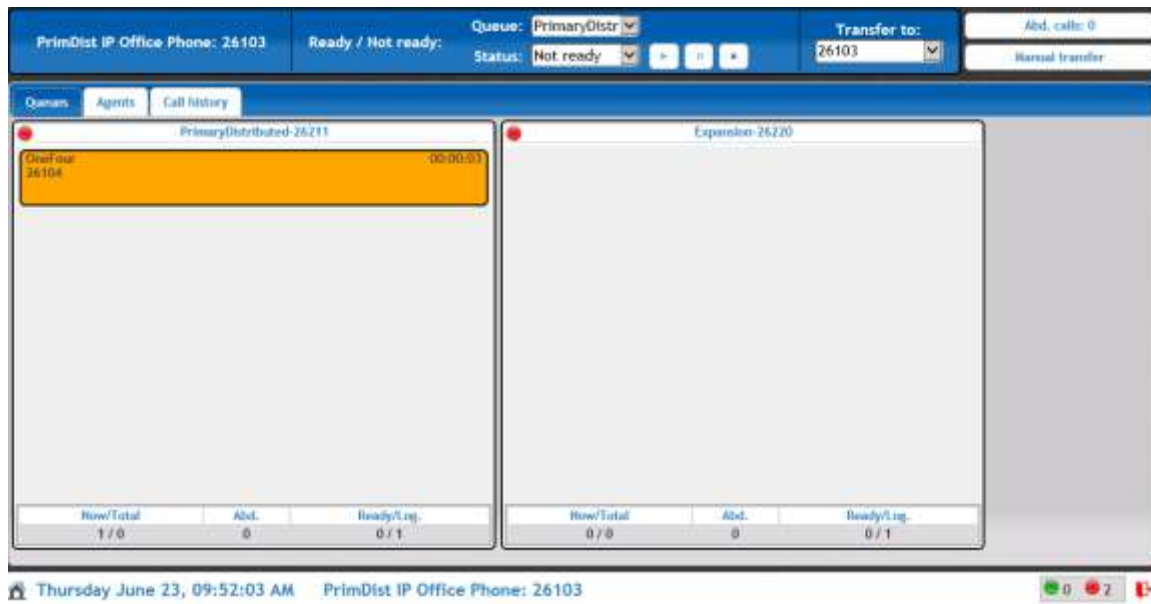 PrimDist IP Office Phone: 26103
Ready / Not ready:
Queue: PrimaryDistr
Status: Not ready
Transfer to:
26103
Abd. calls: 0
Manual transfer
Queues
Agents
Call history
PrimaryDistributed-26211
Expansion-26220
OneFour
00:00:03
26104
Now/Total
Abd.
Ready/Log.
1 / 0
0
0 / 1
Now/Total
Abd.
Ready/Log.
0 / 0
0
0 / 1
Thursday June 23, 09:52:03 AM
PrimDist IP Office Phone: 26103
0
2